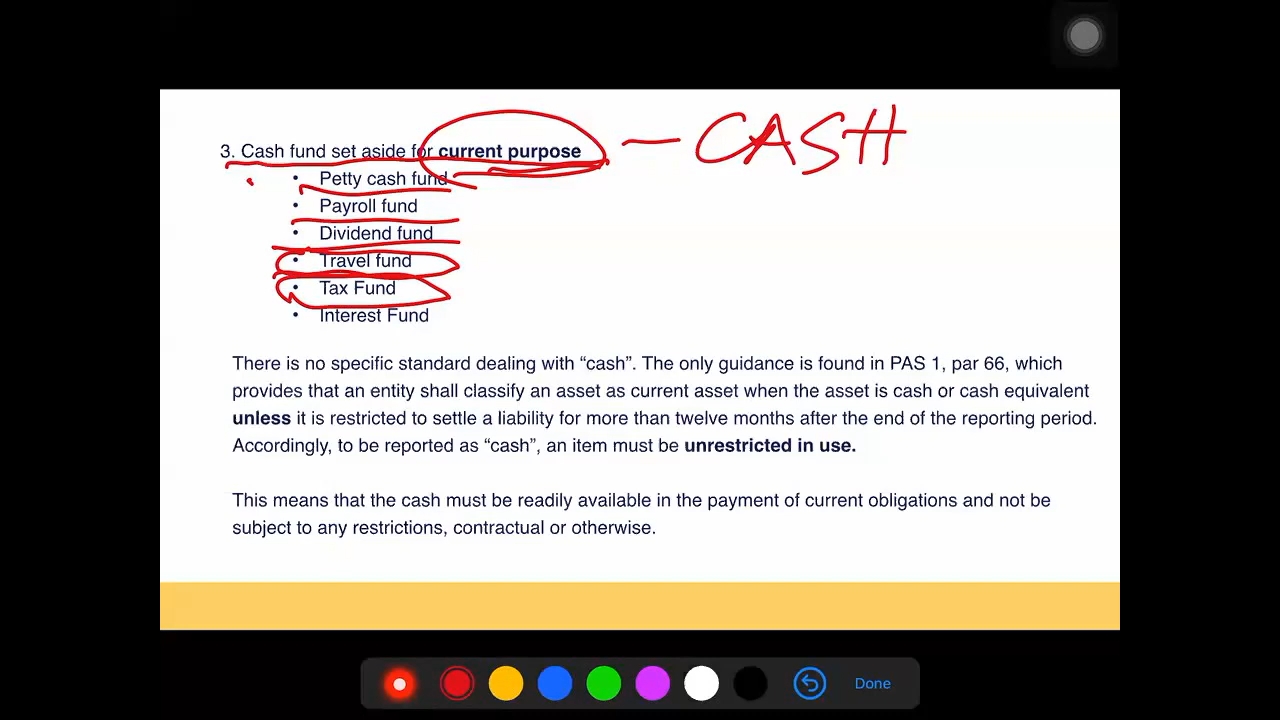 3. Cash fund set aside for current purpose — CASH
• Petty cash fund
• Payroll fund
• Dividend fund
• Travel fund
• Tax Fund
• Interest Fund
There is no specific standard dealing with “cash”. The only guidance is found in PAS 1, par 66, which
provides that an entity shall classify an asset as current asset when the asset is cash or cash equivalent
unless it is restricted to settle a liability for more than twelve months after the end of the reporting period.
Accordingly, to be reported as “cash”, an item must be unrestricted in use.
This means that the cash must be readily available in the payment of current obligations and not be
subject to any restrictions, contractual or otherwise.
Done